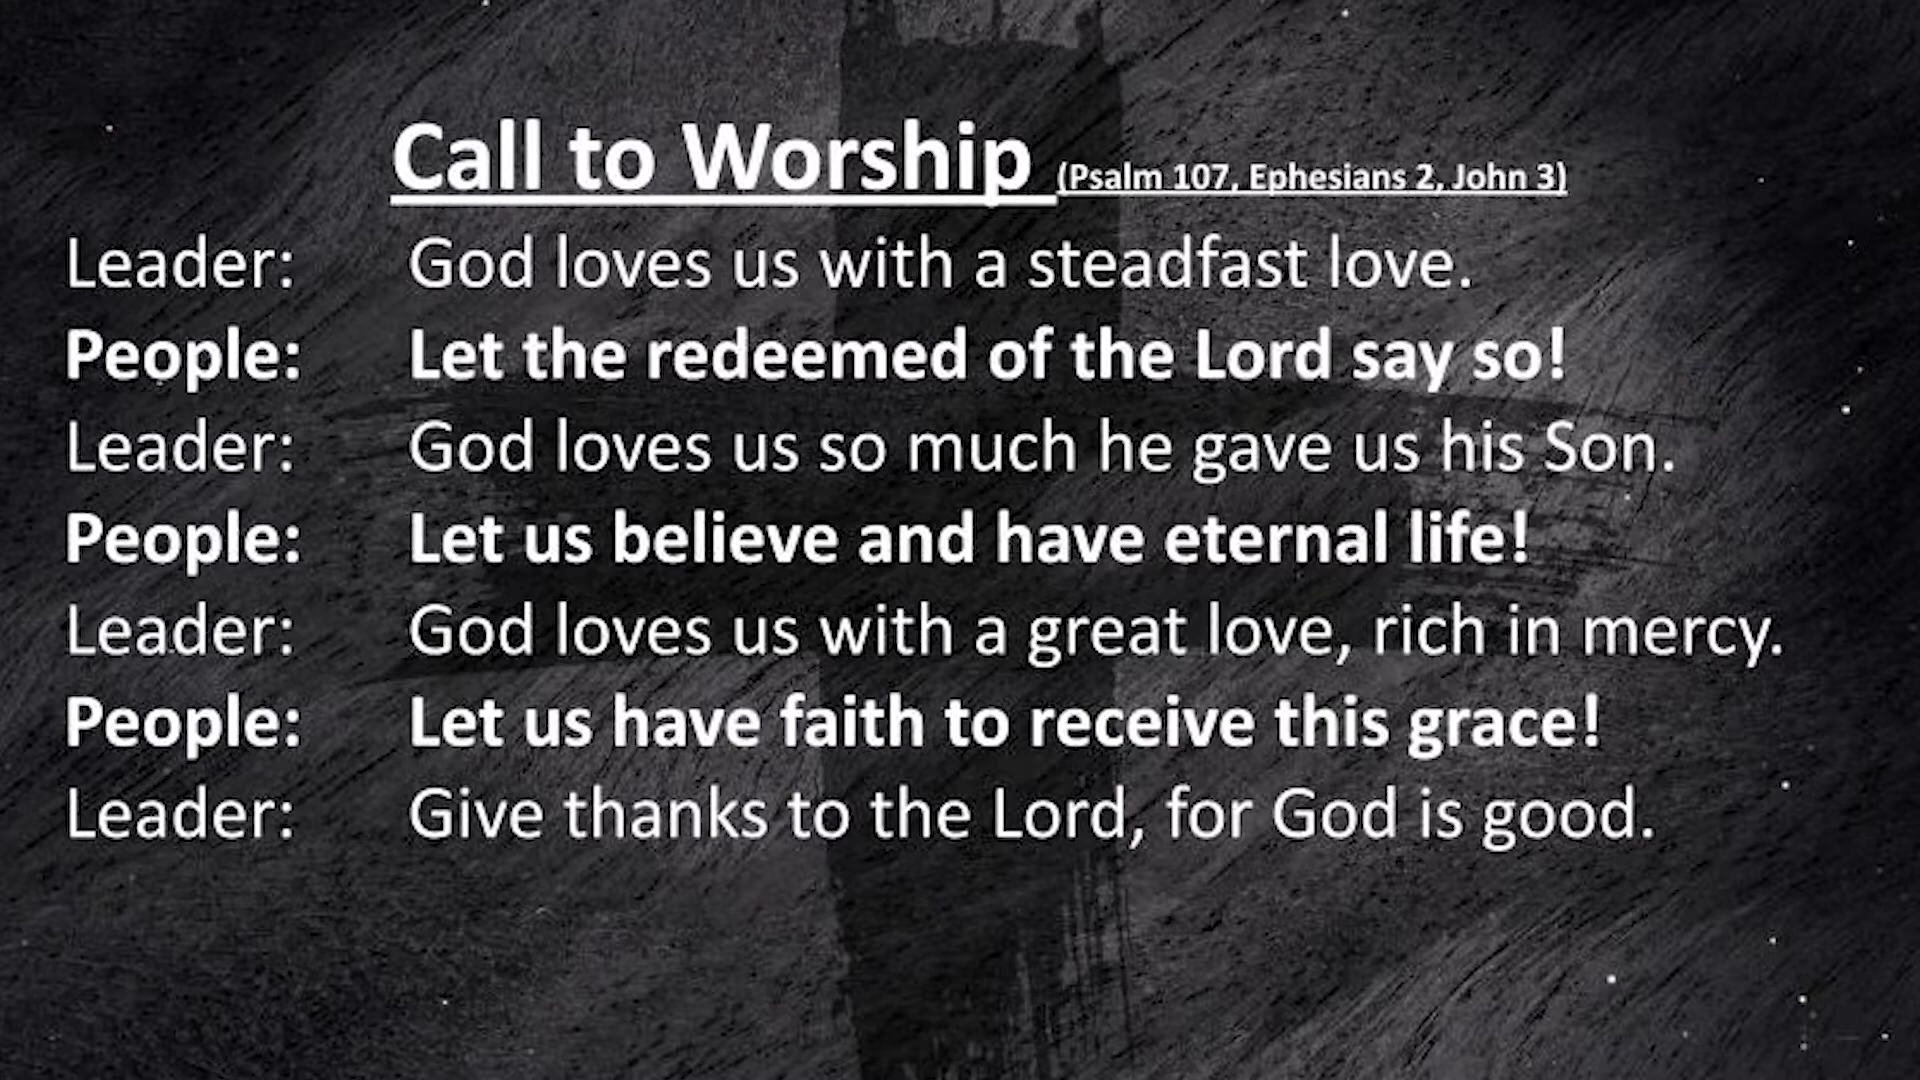 Call to Worship (Psalm 107, Ephesians 2, John 3)
Leader: God loves us with a steadfast love.
People: Let the redeemed of the Lord say so!
Leader: God loves us so much he gave us his Son.
People: Let us believe and have eternal life!
Leader: God loves us with a great love, rich in mercy.
People: Let us have faith to receive this grace!
Leader: Give thanks to the Lord, for God is good.